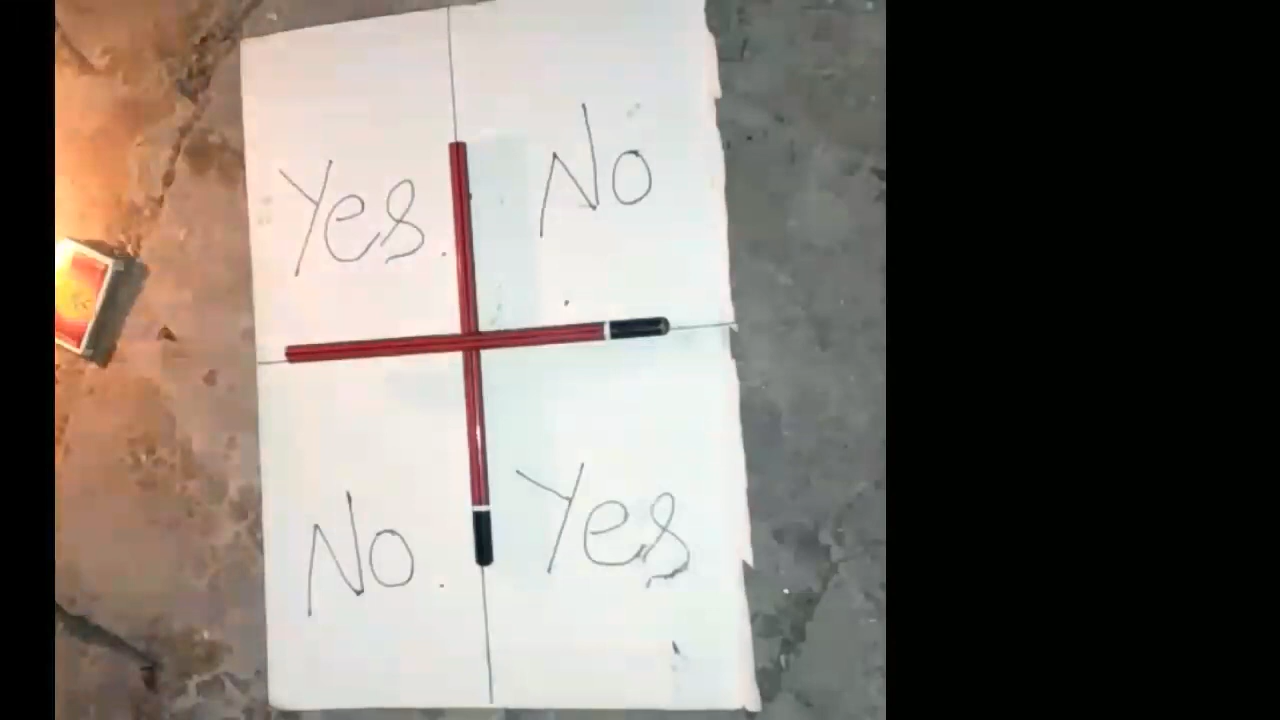 Yes. No
No. Yes